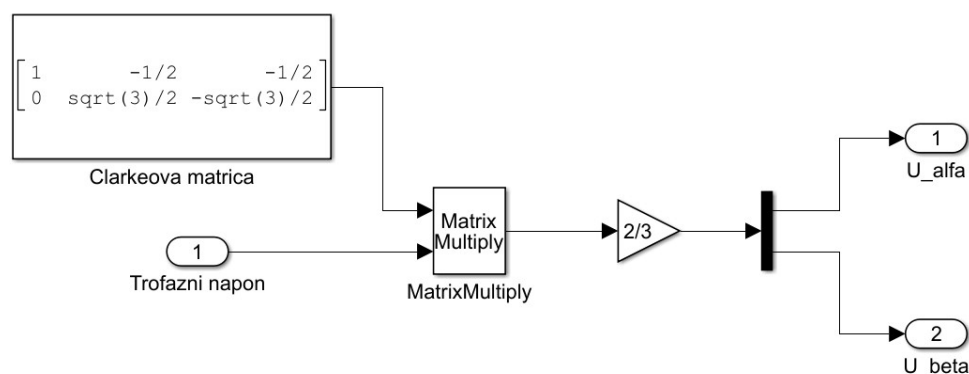 1 -1/2 -1/2
0 sqrt(3)/2 -sqrt(3)/2
Clarkeova matrica
1
Trofazni napon
Matrix
Multiply
MatrixMultiply
2/3
1
U_alfa
2
U_beta